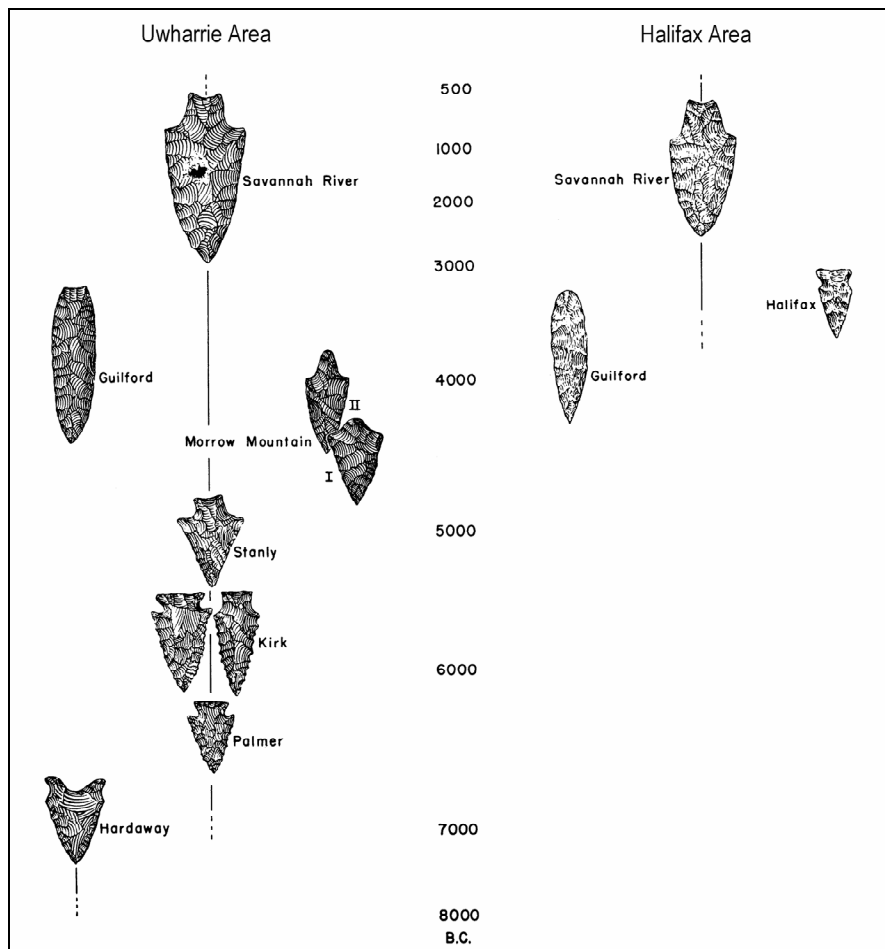 Uwharrie Area
Halifax Area
500
1000
Savannah River
Savannah River
2000
3000
Halifax
Guilford
4000
Guilford
II
Morrow Mountain
I
5000
Stanly
Kirk
6000
Palmer
Hardaway
7000
8000
B.C.